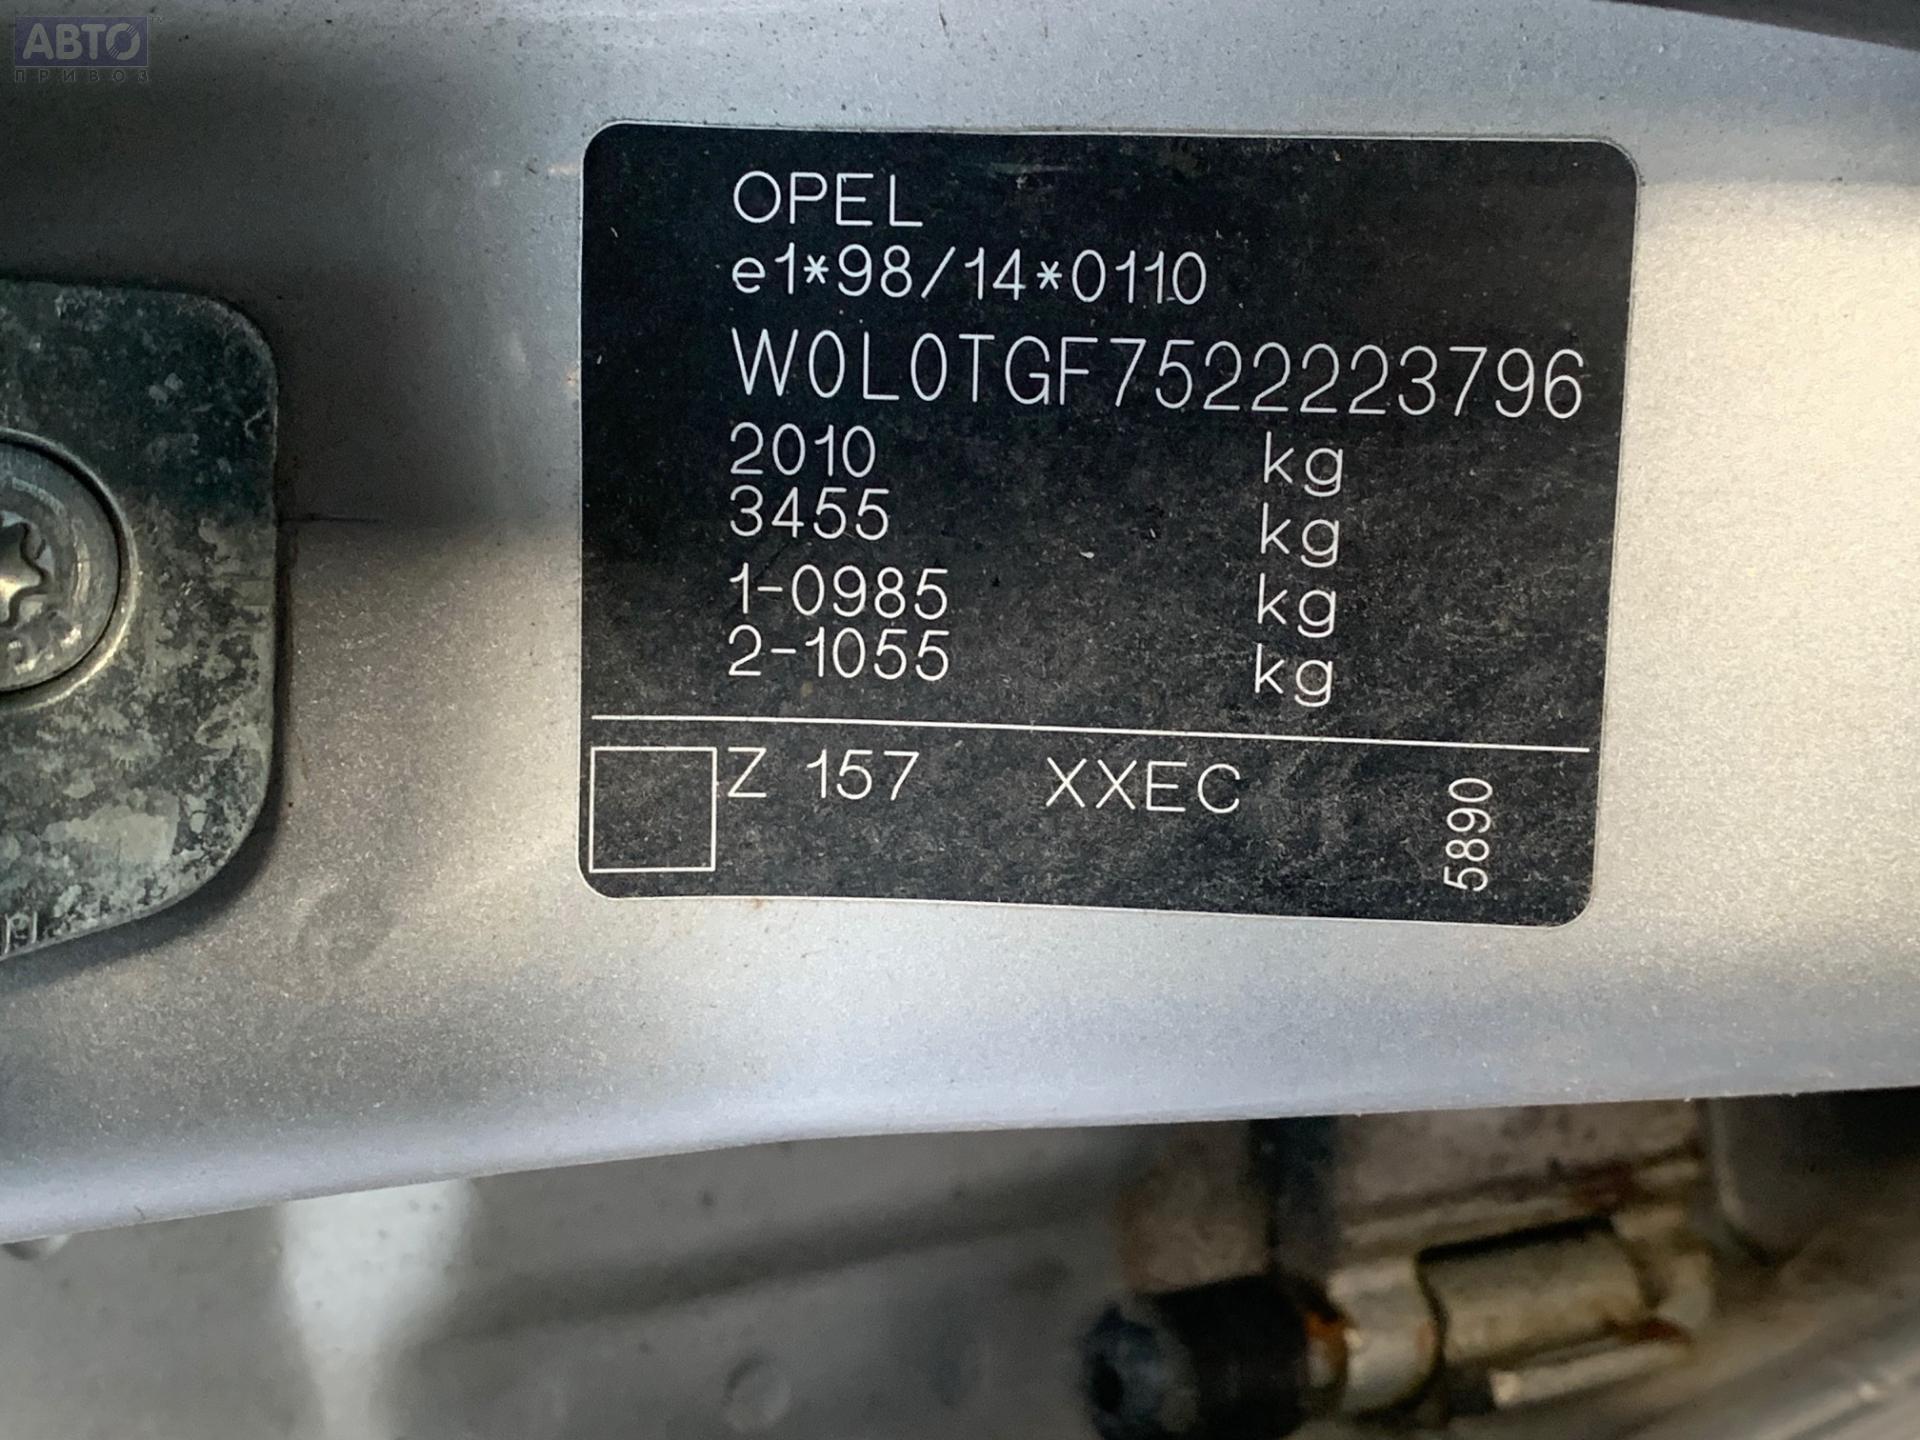 АВТО
ПРИВОЗ
OPEL
e1*98/14*0110
W0L0TGF7522223796
2010 kg
3455 kg
1-0985 kg
2-1055 kg
Z 157 XXEC
5890